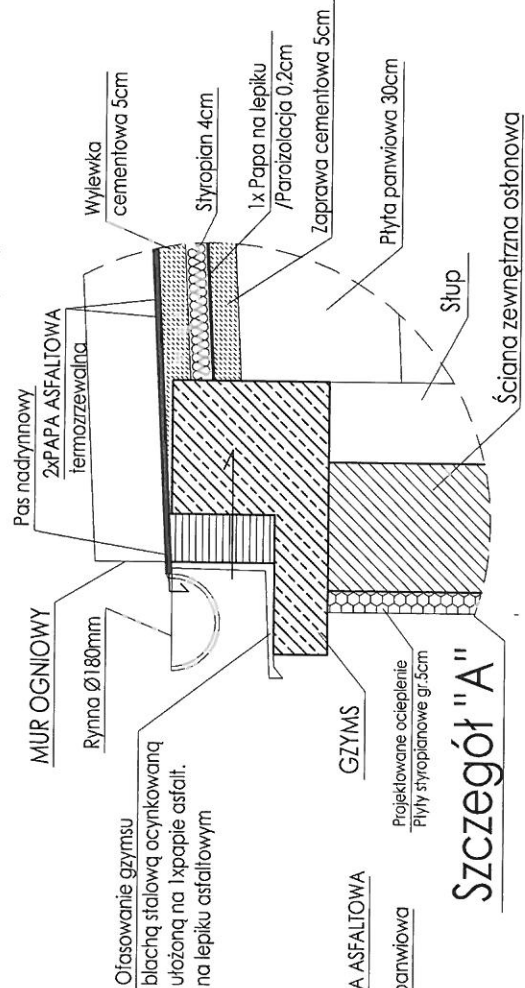 Wylewka
cementowa 5cm
Styropian 4cm
1x Papa na lepiku
/Paroizolacja 0,2cm
Zaprawa cementowa 5cm
Płyta panwiowa 30cm
Słup
Ściana zewnętrzna osłonowa
Pas nadrynnowy
2xPAPA ASFALTOWA
termozrzewalna
MUR OGNIOWY
Rynna Ø180mm
Ofasowanie gzymsu
blachą stalową ocynkowaną
ułożoną na 1xpapie asfalt.
na lepiku asfaltowym
GZYMS
Projektowane ocieplenie
Płyty styropianowe gr.5cm
Szczegół "A"
A ASFALTOWA
panwiowa